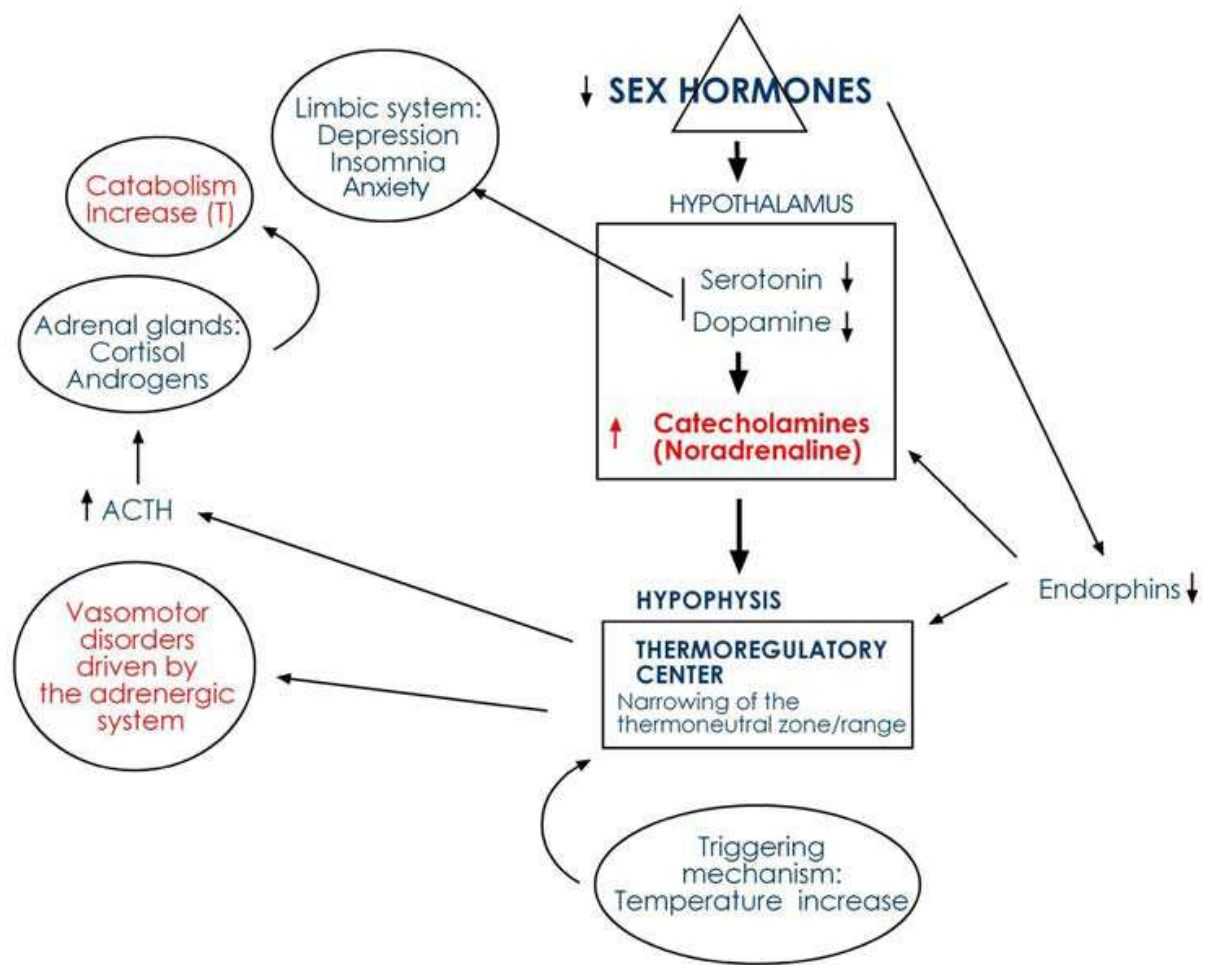 ↓ SEX HORMONES
Limbic system:
Depression
Insomnia
Anxiety
Catabolism
Increase (T)
HYPOTHALAMUS
Serotonin ↓
Dopamine ↓
Adrenal glands:
Cortisol
Androgens
↑ Catecholamines
(Noradrenaline)
↑ ACTH
Endorphins ↓
Vasomotor
disorders
driven by
the adrenergic
system
HYPOPHYSIS
THERMOREGULATORY
CENTER
Narrowing of the
thermoneutral zone/range
Triggering
mechanism:
Temperature increase